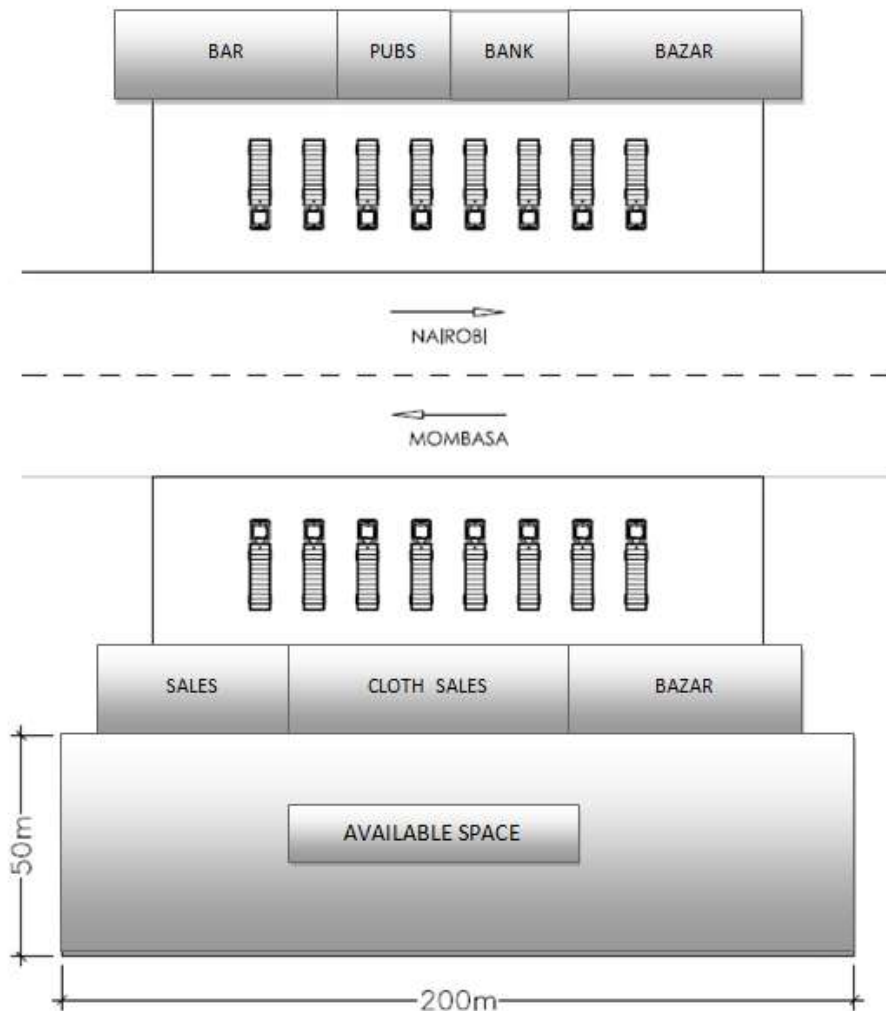 BAR PUBS BANK BAZAR
NAIROBI
MOMBASA
SALES CLOTH SALES BAZAR
AVAILABLE SPACE
50m
200m